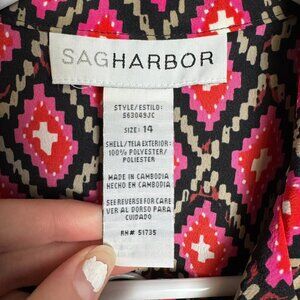 SAGHARBOR
STYLE/ESTILO:
563049JC
SIZE: 14
SHELL/TELA EXTERIOR:
100% POLYESTER/
POLIESTER
MADE IN CAMBODIA
HECHO EN CAMBODIA
SEE REVERSE FOR CARE
VER AL DORSO PARA
CUIDADO
RN# 51735